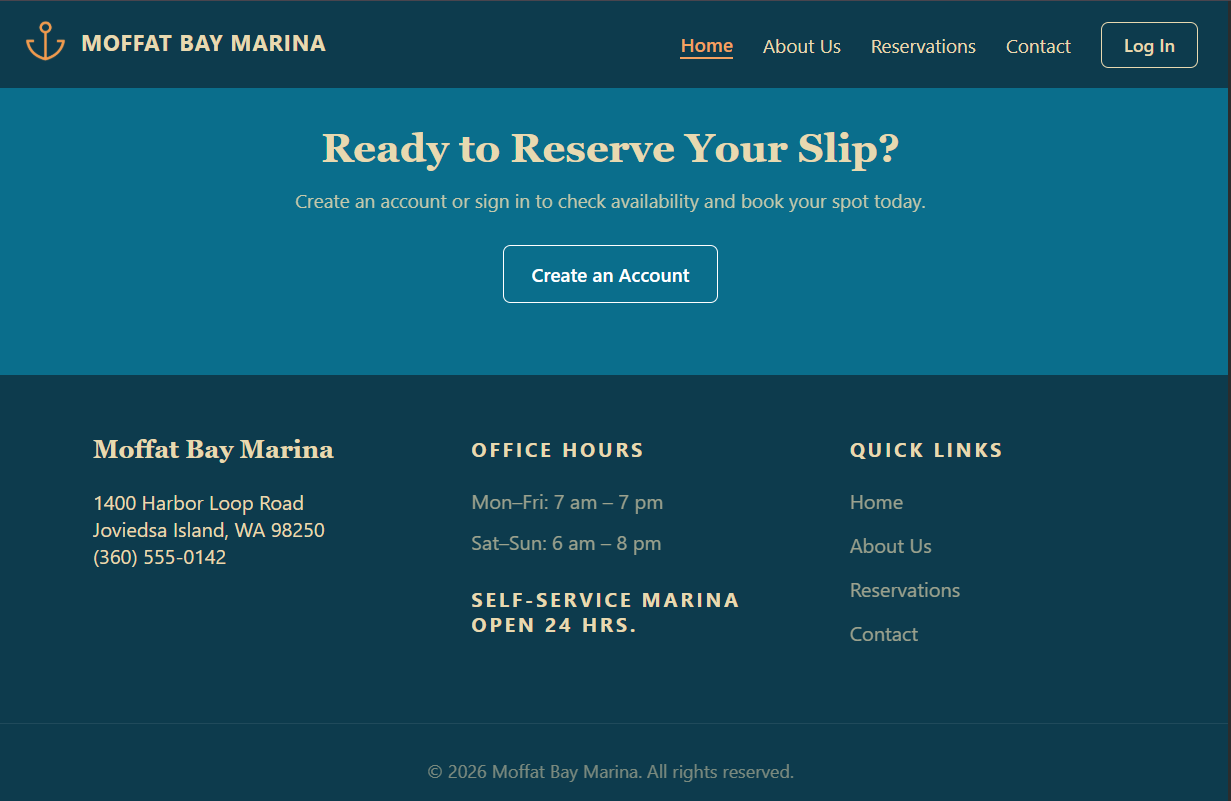 MOFFAT BAY MARINA
Home
About Us
Reservations
Contact
Log In
Ready to Reserve Your Slip?
Create an account or sign in to check availability and book your spot today.
Create an Account
Moffat Bay Marina
1400 Harbor Loop Road
Joviedsa Island, WA 98250
(360) 555-0142
OFFICE HOURS
Mon–Fri: 7 am – 7 pm
Sat–Sun: 6 am – 8 pm
SELF-SERVICE MARINA
OPEN 24 HRS.
QUICK LINKS
Home
About Us
Reservations
Contact
© 2026 Moffat Bay Marina. All rights reserved.